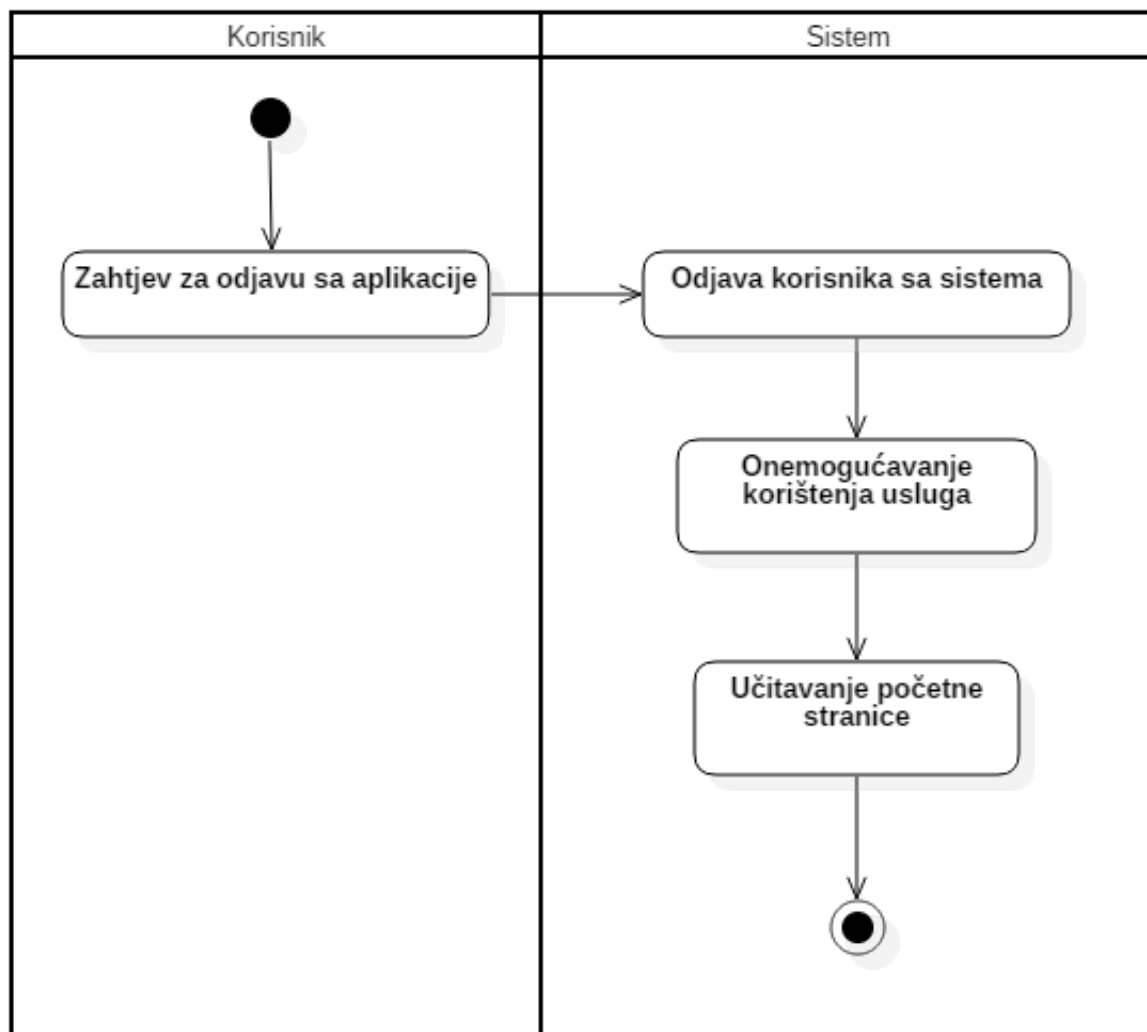 Korisnik
Sistem
Zahtjev za odjavu sa aplikacije
Odjava korisnika sa sistema
Onemogućavanje
korištenja usluga
Učitavanje početne
stranice